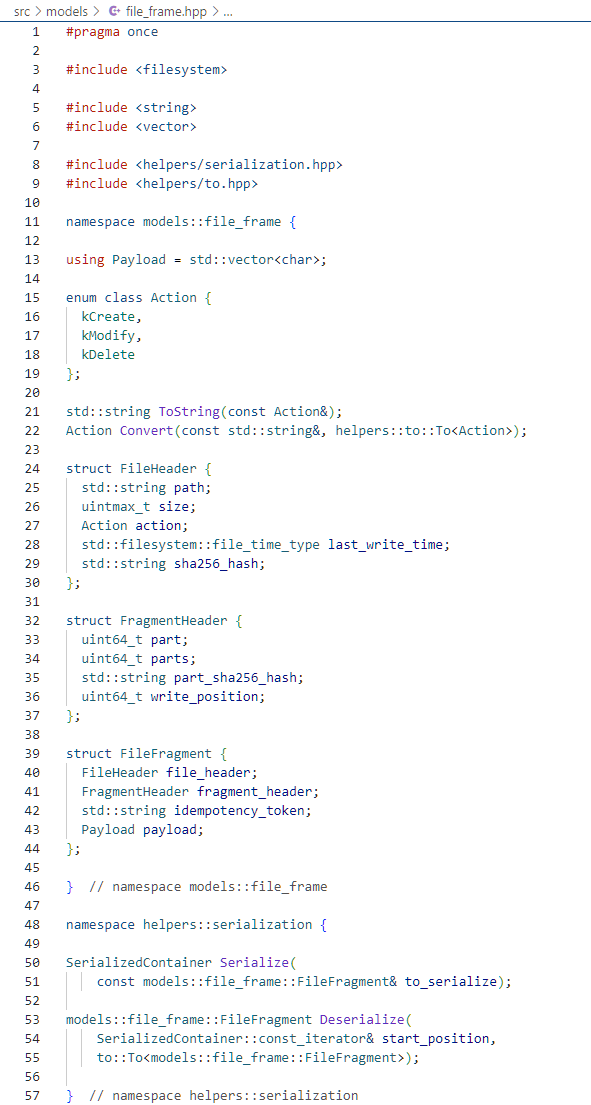 src > models > file_frame.hpp > ...
1 #pragma once
2
3 #include <filesystem>
4
5 #include <string>
6 #include <vector>
7
8 #include <helpers/serialization.hpp>
9 #include <helpers/to.hpp>
10
11 namespace models::file_frame {
12
13 using Payload = std::vector<char>;
14
15 enum class Action {
16   kCreate,
17   kModify,
18   kDelete
19 };
20
21 std::string ToString(const Action&);
22 Action Convert(const std::string&, helpers::to::To<Action>);
23
24 struct FileHeader {
25   std::string path;
26   uintmax_t size;
27   Action action;
28   std::filesystem::file_time_type last_write_time;
29   std::string sha256_hash;
30 };
31
32 struct FragmentHeader {
33   uint64_t part;
34   uint64_t parts;
35   std::string part_sha256_hash;
36   uint64_t write_position;
37 };
38
39 struct FileFragment {
40   FileHeader file_header;
41   FragmentHeader fragment_header;
42   std::string idempotency_token;
43   Payload payload;
44 };
45
46 }  // namespace models::file_frame
47
48 namespace helpers::serialization {
49
50 SerializedContainer Serialize(
51     const models::file_frame::FileFragment& to_serialize);
52
53 models::file_frame::FileFragment Deserialize(
54     SerializedContainer::const_iterator& start_position,
55     to::To<models::file_frame::FileFragment>);
56
57 }  // namespace helpers::serialization